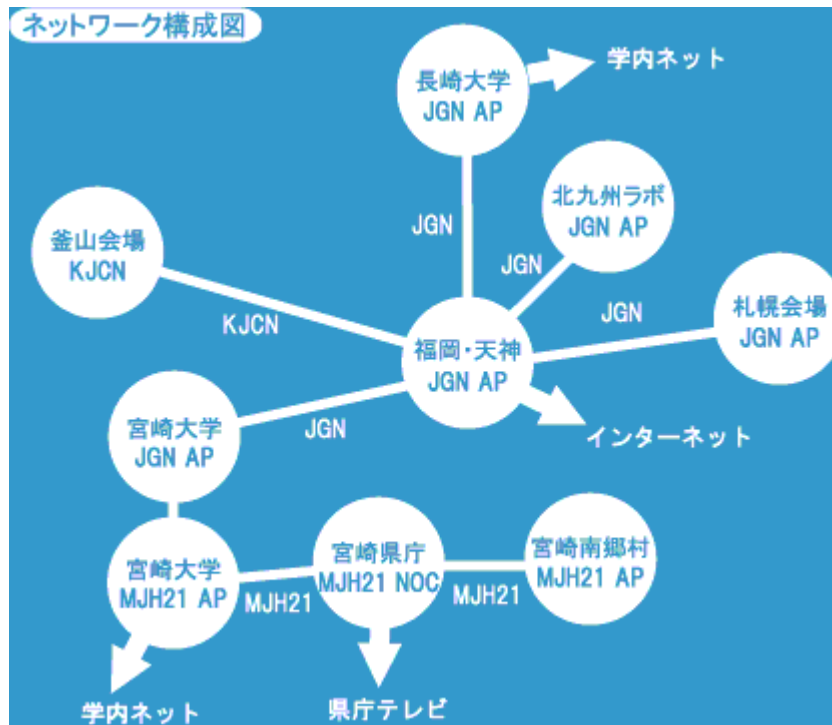 ネットワーク構成図
長崎大学
JGN AP
学内ネット
北九州ラボ
JGN AP
釜山会場
KJCN
JGN
JGN
札幌会場
JGN AP
JGN
KJCN
福岡・天神
JGN AP
宮崎大学
JGN AP
JGN
インターネット
宮崎大学
MJH21 AP
MJH21
宮崎県庁
MJH21 NOC
MJH21
宮崎南郷村
MJH21 AP
学内ネット
県庁テレビ